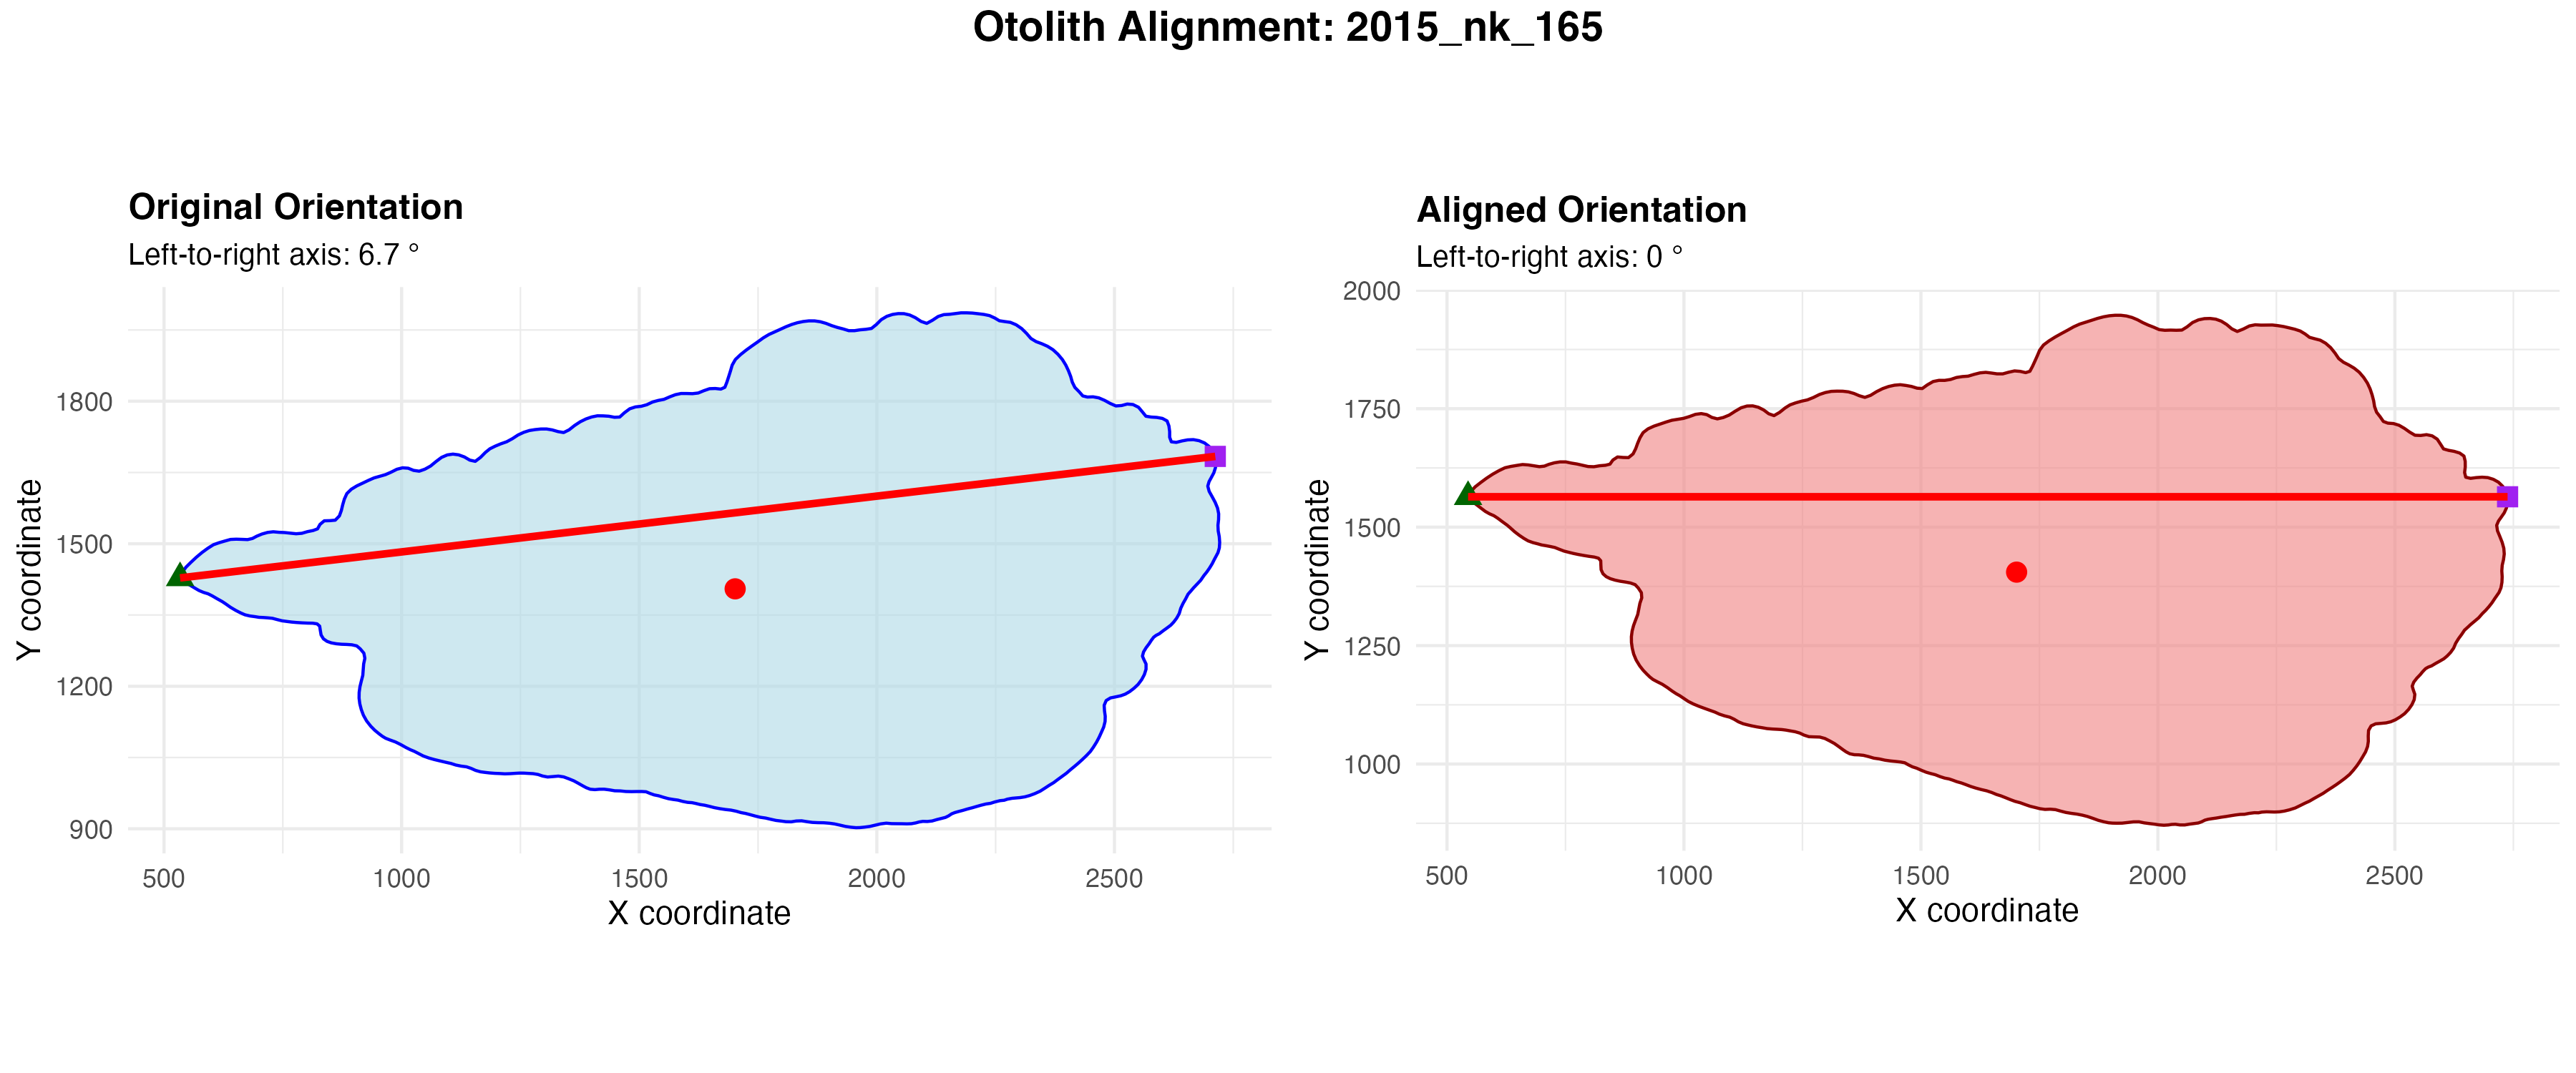 Otolith Alignment: 2015_nk_165
Original Orientation
Left-to-right axis: 6.7 °
1800
1500
1200
900
500 1000 1500 2000 2500
X coordinate
Y coordinate
Aligned Orientation
Left-to-right axis: 0 °
2000
1750
1500
1250
1000
500 1000 1500 2000 2500
X coordinate
Y coordinate